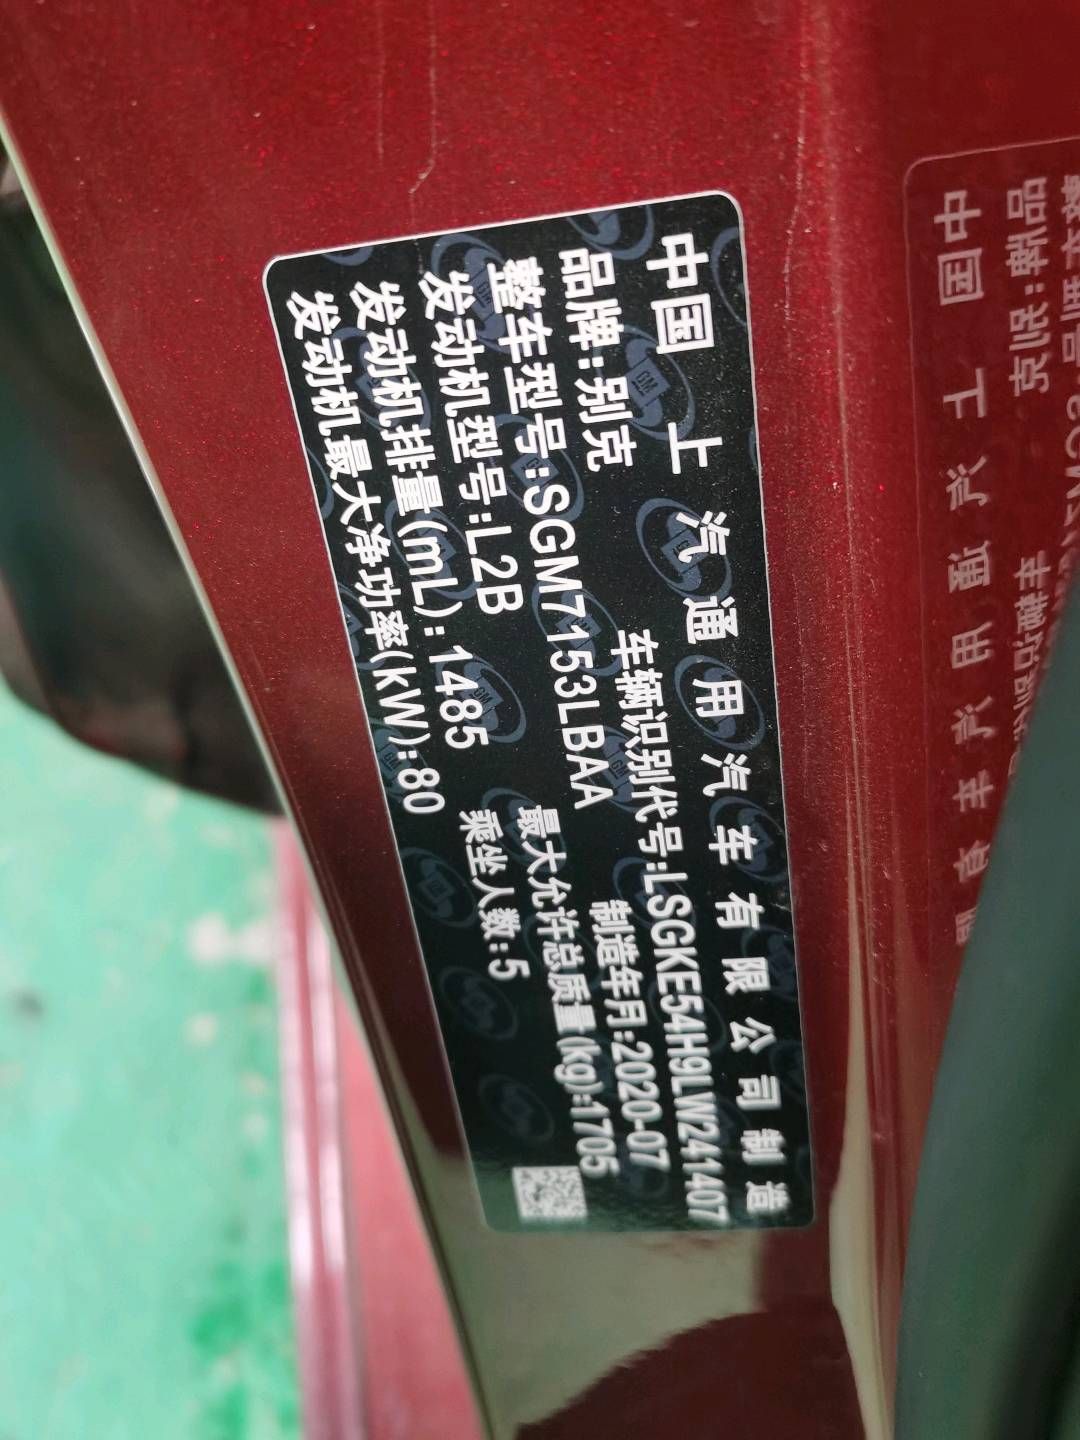 中国上汽通用汽车有限公司制造
品牌:别克 车辆识别代号:LSGKE54H9LW241407
整车型号:SGM7153LBAA 制造年月:2020-07
发动机型号:L2B 最大允许总质量(kg):1705
发动机排量(mL):1485 乘坐人数:5
发动机最大净功率(kW):80
GM